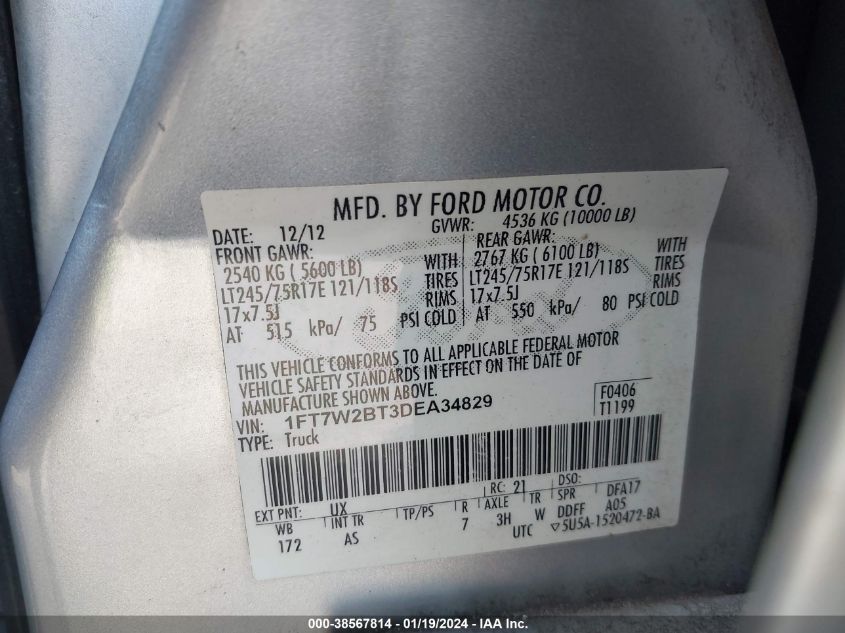 MFD. BY FORD MOTOR CO.
DATE: 12/12 GVWR: 4536 KG (10000 LB)
FRONT GAWR: REAR GAWR:
2540 KG ( 5600 LB) WITH 2767 KG ( 6100 LB) WITH
LT245/75R17E 121/118S TIRES LT245/75R17E 121/118S TIRES
17x7.5J RIMS 17x7.5J RIMS
AT 515 kPa/ 75 PSI COLD AT 550 kPa/ 80 PSI COLD
THIS VEHICLE CONFORMS TO ALL APPLICABLE FEDERAL MOTOR
VEHICLE SAFETY STANDARDS IN EFFECT ON THE DATE OF
MANUFACTURE SHOWN ABOVE.
VIN: 1FT7W2BT3DEA34829 F0406
TYPE: Truck T1199
EXT PNT: UX RC: 21 DSO:
WB INT TR TP/PS R AXLE TR SPR DFA17
172 AS 7 3H W DDFF A05
UTC ▽5U5A-1520472-BA
000-38567814 - 01/19/2024 - IAA Inc.